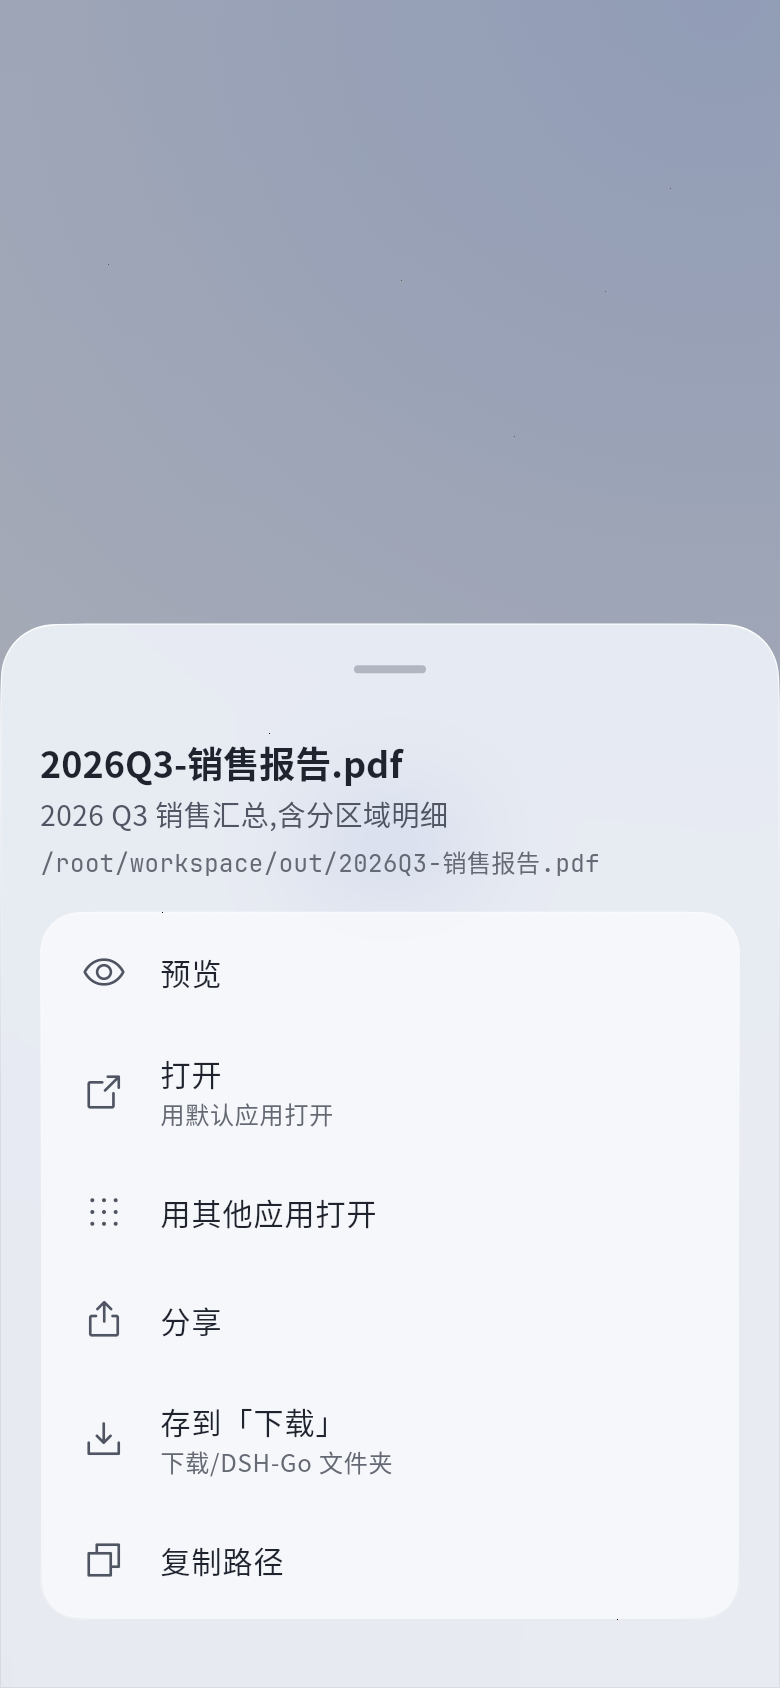 2026Q3-销售报告.pdf
2026 Q3 销售汇总,含分区域明细
/root/workspace/out/2026Q3-销售报告.pdf
预览
打开
用默认应用打开
用其他应用打开
分享
存到「下载」
下载/DSH-Go 文件夹
复制路径